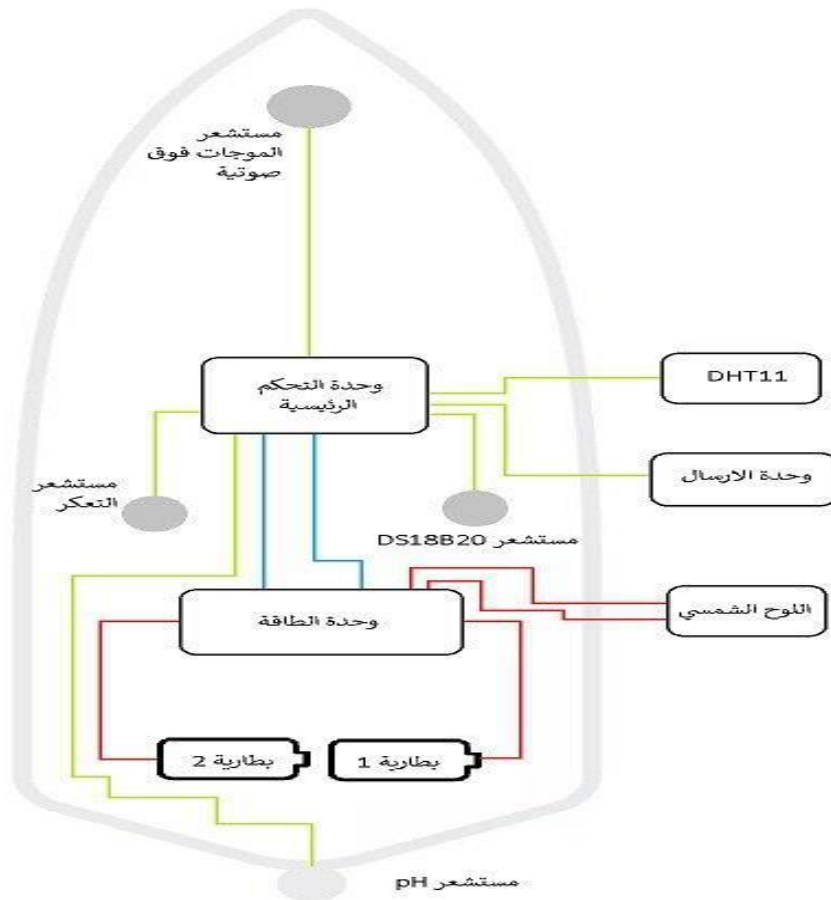 مستشعر
الموجات فوق
صوتية
وحدة التحكم
الرئيسية
DHT11
وحدة الارسال
مستشعر
التعكر
مستشعر DS18B20
وحدة الطاقة
اللوح الشمسي
بطارية 2
بطارية 1
مستشعر pH